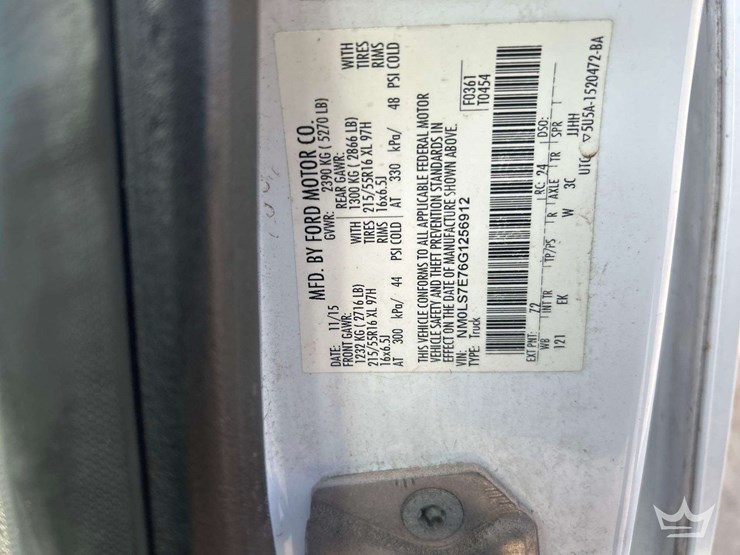 MFD. BY FORD MOTOR CO.
DATE: 11/15 GVWR: 2390 KG ( 5270 LB)
FRONT GAWR: REAR GAWR:
1232 KG ( 2716 LB) WITH 1300 KG ( 2866 LB) WITH
215/55R16 XL 97H TIRES 215/55R16 XL 97H TIRES
16x6.5J RIMS 16x6.5J RIMS
AT 300 kPa/ 44 PSI COLD AT 330 kPa/ 48 PSI COLD
THIS VEHICLE CONFORMS TO ALL APPLICABLE FEDERAL MOTOR
VEHICLE SAFETY AND THEFT PREVENTION STANDARDS IN
EFFECT ON THE DATE OF MANUFACTURE SHOWN ABOVE.
VIN: NM0LS7E76G1256912
TYPE: Truck
F0361
T0454
EXT PNT: Z2 RC: 24 DSO:
WB INT TR TP/PS R AXLE TR SPR
121 EK W 3C JJHH
UTC ▽5U5A-1520472-BA